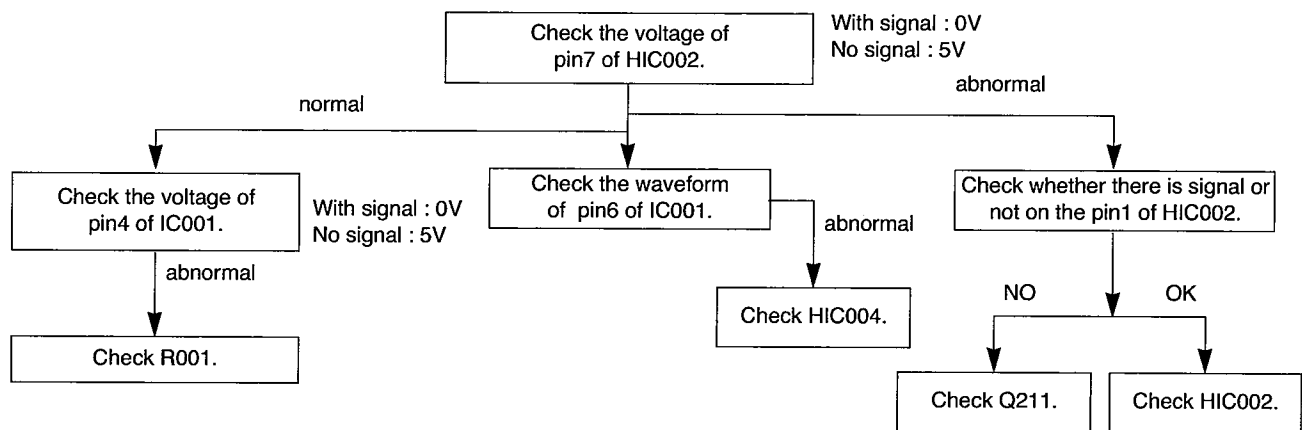 Check the voltage of
pin7 of HIC002.
With signal : 0V
No signal : 5V
normal
abnormal
Check the voltage of
pin4 of IC001.
With signal : 0V
No signal : 5V
Check the waveform
of pin6 of IC001.
Check whether there is signal or
not on the pin1 of HIC002.
abnormal
abnormal
Check R001.
Check HIC004.
NO
OK
Check Q211.
Check HIC002.